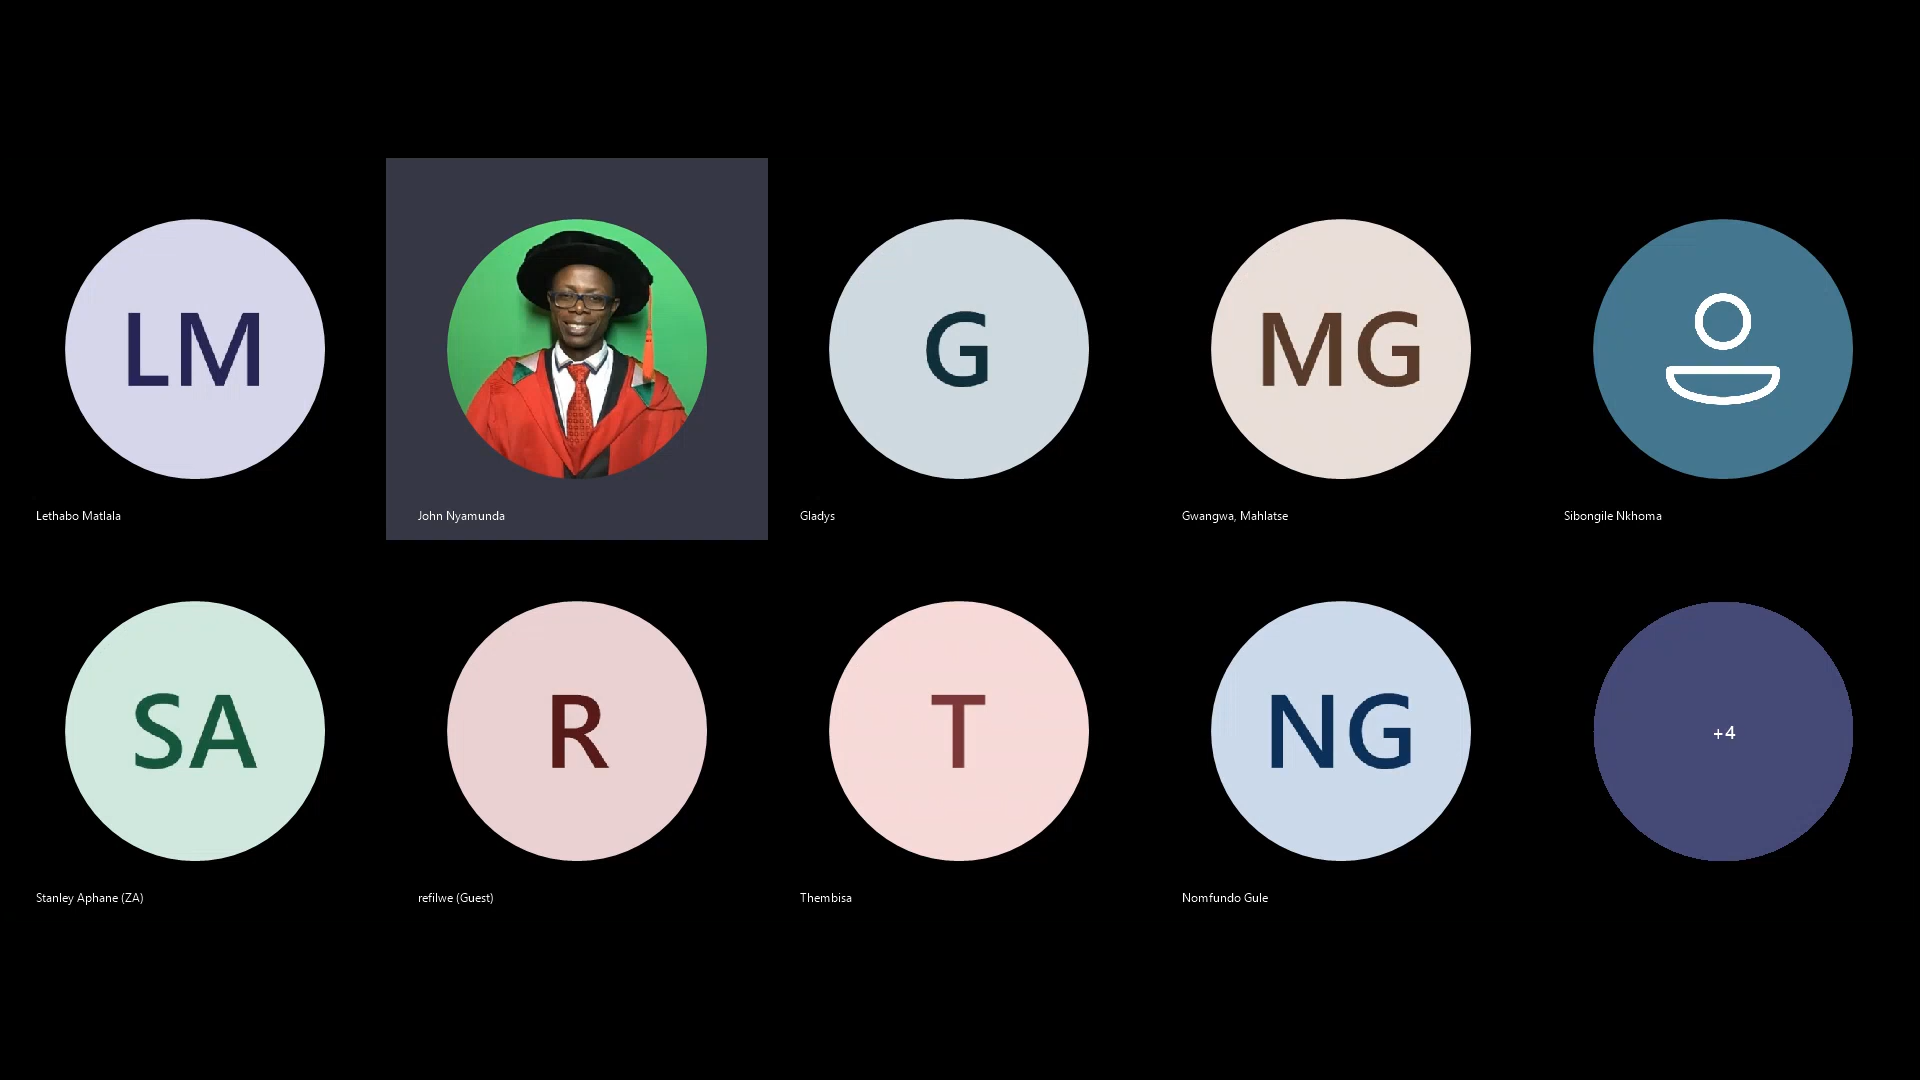 LM
G
MG
Lethabo Matlala
John Nyamunda
Gladys
Gwangwa, Mahlatse
Sibongile Nkhoma
SA
R
T
NG
+4
Stanley Aphane (ZA)
refilwe (Guest)
Thembisa
Nomfundo Gule